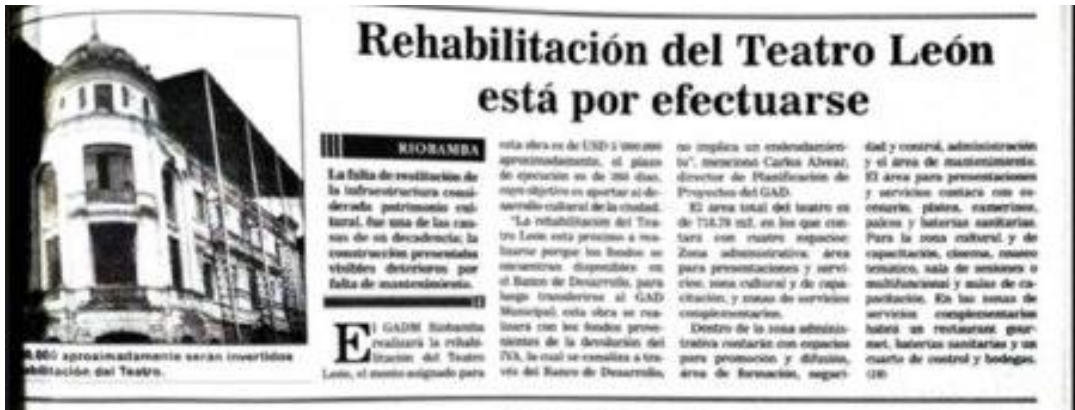 Rehabilitación del Teatro León
está por efectuarse
RIOBAMBA
La falta de restitución de
la infraestructura consi-
derada patrimonio cul-
tural, fue una de las cau-
sas de su decadencia; la
construcción presentaba
visibles deterioros por
falta de mantenimiento.
El GADM Riobamba
realizará la rehabi-
litación del Teatro
León, el monto asignado para
esta obra es de USD
aproximadamente, el plazo
de ejecución es de días,
cuyo objetivo es aportar al de-
sarrollo cultural de la ciudad.
"La rehabilitación del Tea-
tro León está próximo a rea-
lizarse porque los fondos se
encuentran disponibles en
el Banco de Desarrollo, para
luego transferirse al GAD
Municipal, esta obra se rea-
lizará con los fondos prove-
nientes de la devolución del
IVA, la cual se canaliza a tra-
vés del Banco de Desarrollo,
no implica un endeudamien-
to", mencionó Carlos Alvear,
director de Planificación de
Proyectos del GAD.
El área total del teatro es
de m2, en los que con-
tará con cuatro espacios:
Zona administrativa, área
para presentaciones y servi-
cios, zona cultural y de capa-
citación, y zonas de servicios
complementarios.
Dentro de la zona adminis-
trativa contarán con espacios
para promoción y difusión,
área de formación, seguri-
dad y control, administración
y el área de mantenimiento.
El área para presentaciones
y servicios contará con es-
cenario, platea, camerinos,
palcos y baterías sanitarias.
Para la zona cultural y de
capacitación, cinema, museo
temático, sala de sesiones o
multifuncional y aulas de ca-
pacitación. En las zonas de
servicios complementarios
habrá un restaurant gour-
met, baterías sanitarias y un
cuarto de control y bodegas.
aproximadamente serán invertidos
bilitación del Teatro.